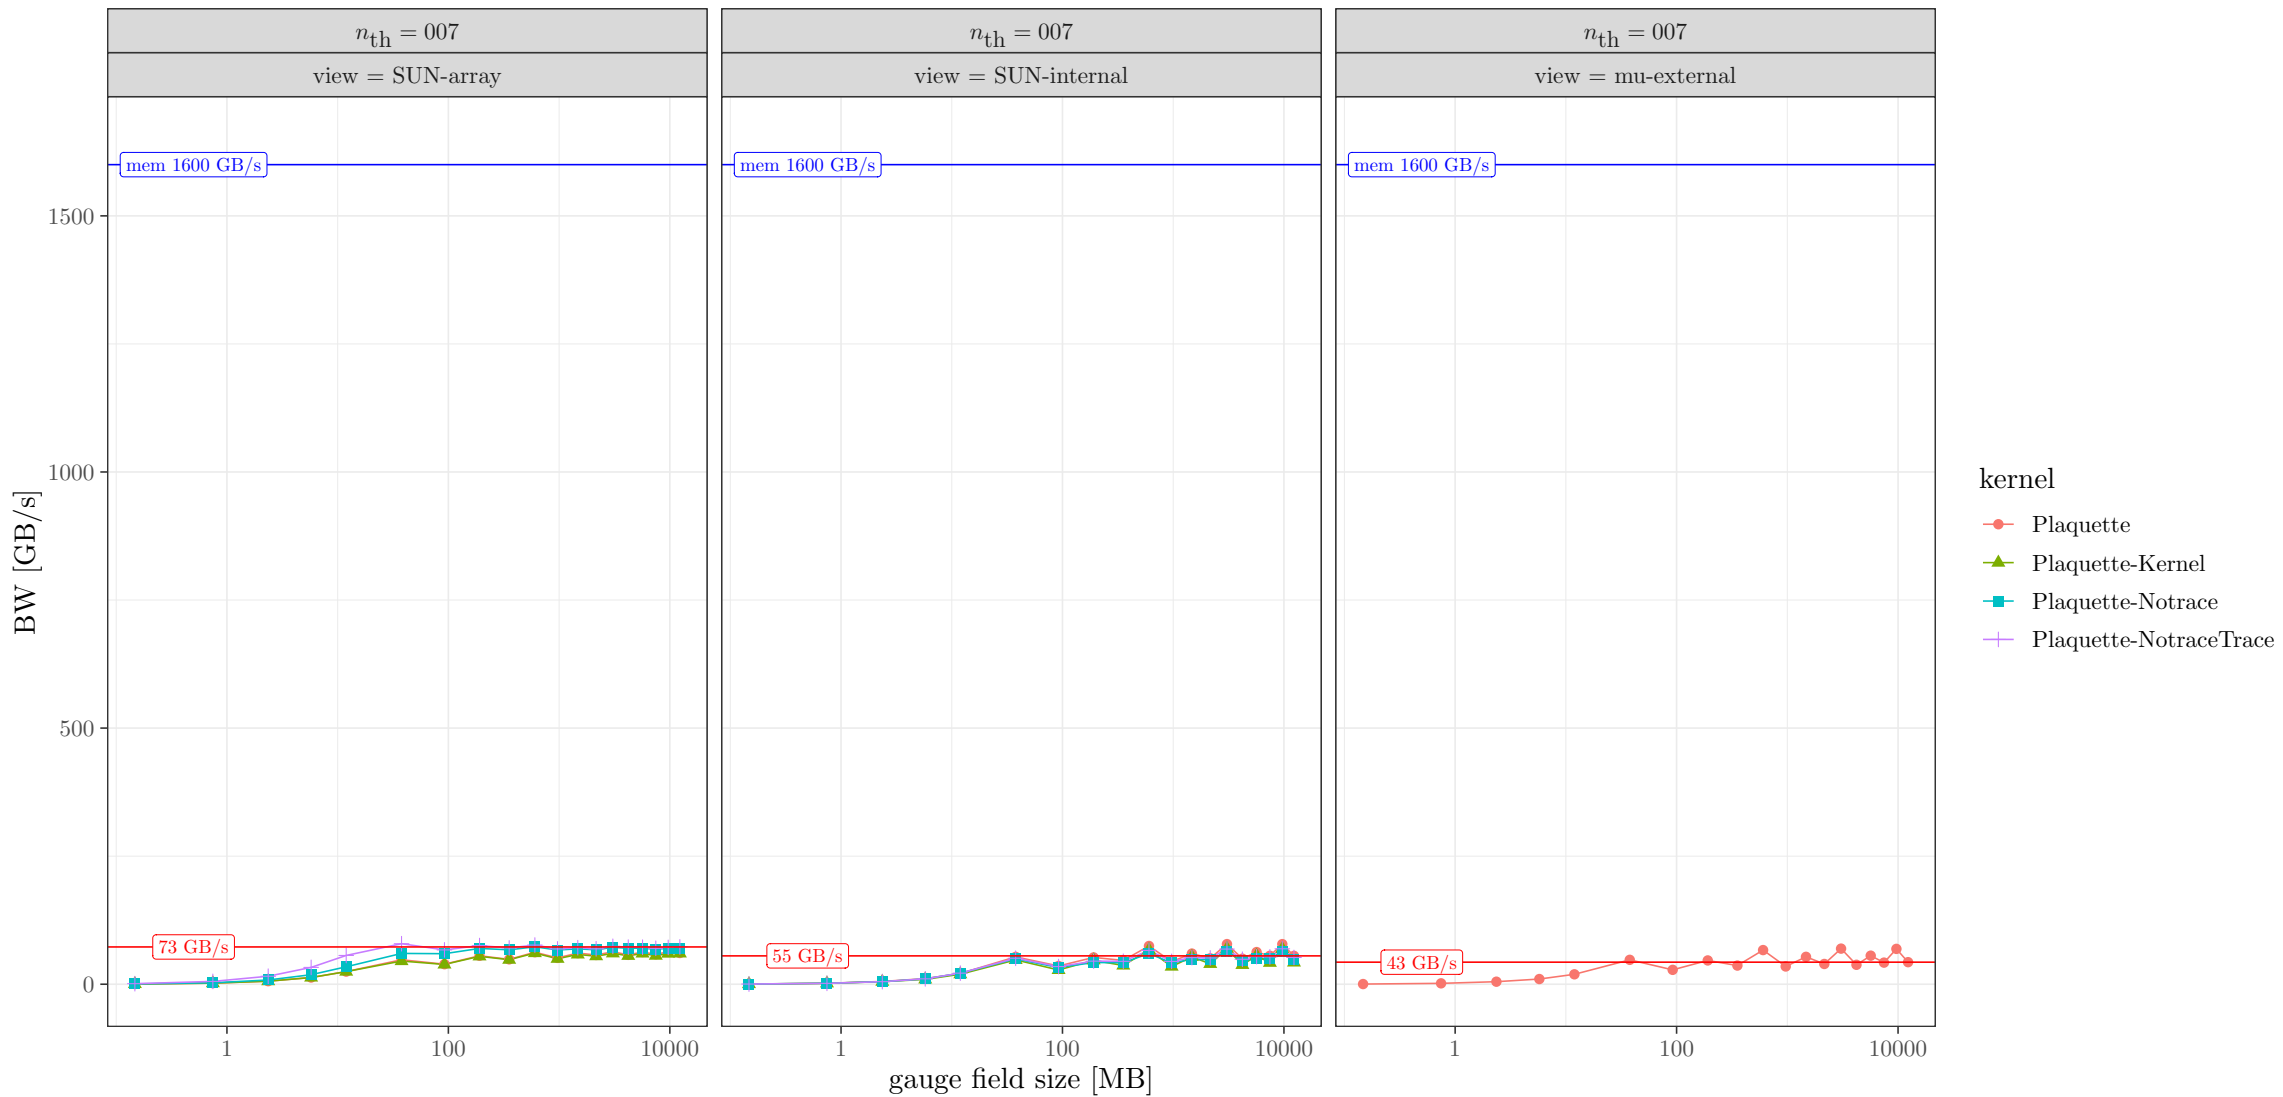 n_th = 007
view = SUN-array
n_th = 007
view = SUN-internal
n_th = 007
view = mu-external
mem 1600 GB/s
mem 1600 GB/s
mem 1600 GB/s
73 GB/s
55 GB/s
43 GB/s
BW [GB/s]
1500
1000
500
0
1 100 10000
1 100 10000
1 100 10000
gauge field size [MB]
kernel
Plaquette
Plaquette-Kernel
Plaquette-Notrace
Plaquette-NotraceTrace